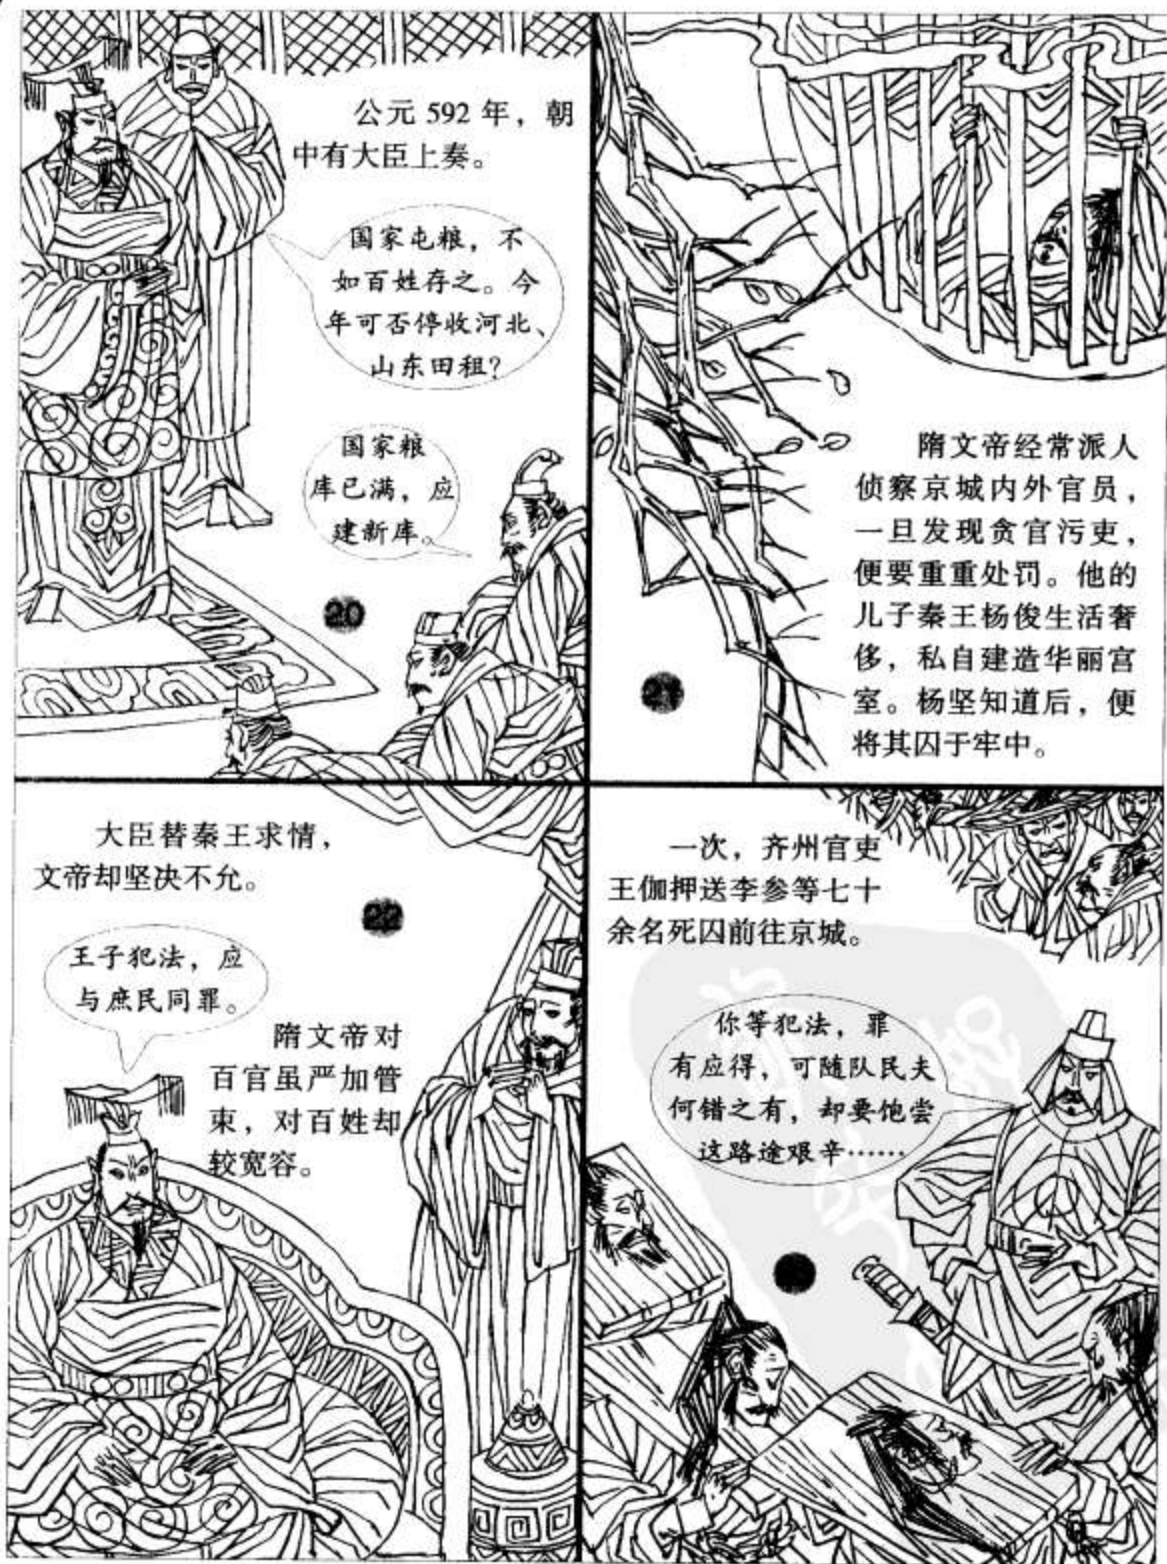 公元 592 年，朝
中有大臣上奏。
国家屯粮，不
如百姓存之。今
年可否停收河北、
山东田租？
国家粮
库已满，应
建新库。
20
隋文帝经常派人
侦察京城内外官员，
一旦发现贪官污吏，
便要重重处罚。他的
儿子秦王杨俊生活奢
侈，私自建造华丽宫
室。杨坚知道后，便
将其囚于牢中。
21
大臣替秦王求情，
文帝却坚决不允。
22
王子犯法，应
与庶民同罪。
隋文帝对
百官虽严加管
束，对百姓却
较宽容。
一次，齐州官吏
王伽押送李参等七十
余名死囚前往京城。
你等犯法，罪
有应得，可随队民夫
何错之有，却要饱尝
这路途艰辛……